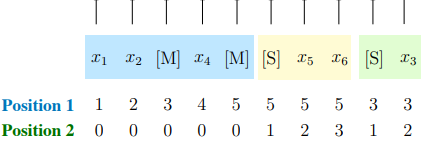 x1 x2 [M] x4 [M] [S] x5 x6 [S] x3
Position 1 1 2 3 4 5 5 5 5 3 3
Position 2 0 0 0 0 0 1 2 3 1 2